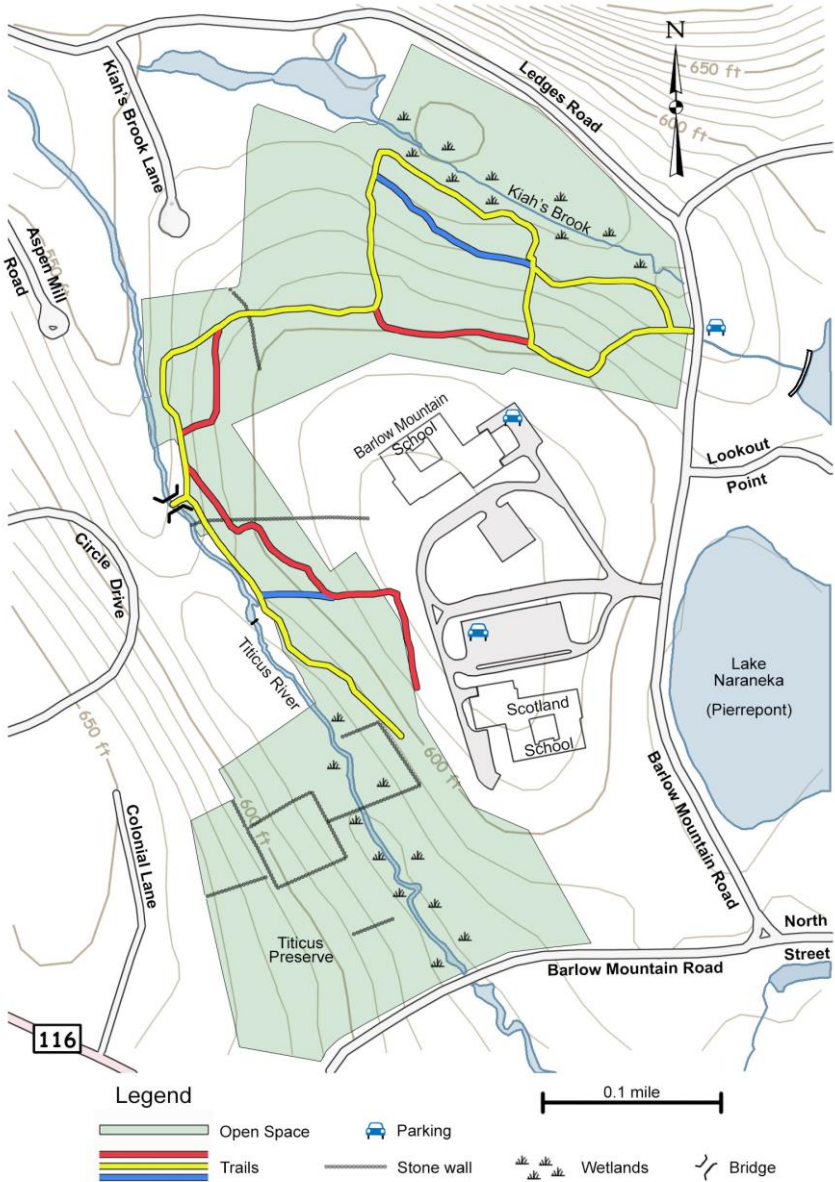 N
650 ft
Ledges Road
600 ft
Kiah's Brook Lane
Kiah's Brook
Aspen Mill
Road
550 ft
Barlow Mountain
School
Lookout
Point
Circle Drive
Titicus River
Lake
Naraneka
(Pierrepont)
Scotland
School
650 ft
600 ft
600 ft
Barlow Mountain Road
Colonial Lane
Titicus
Preserve
North
Street
Barlow Mountain Road
116
Legend
0.1 mile
Open Space
Parking
Trails
Stone wall
Wetlands
Bridge